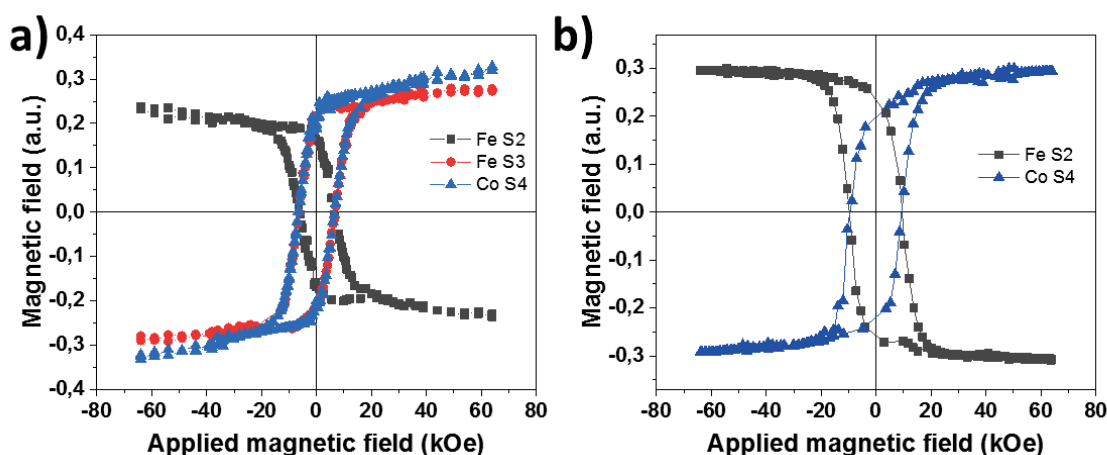 a)
0,4
0,3
0,2
0,1
0,0
-0,1
-0,2
-0,3
-0,4
Magnetic field (a.u.)
Fe S2
Fe S3
Co S4
-80 -60 -40 -20 0 20 40 60 80
Applied magnetic field (kOe)
b)
0,3
0,2
0,1
0,0
-0,1
-0,2
-0,3
Magnetic field (a.u.)
Fe S2
Co S4
-80 -60 -40 -20 0 20 40 60 80
Applied magnetic field (kOe)